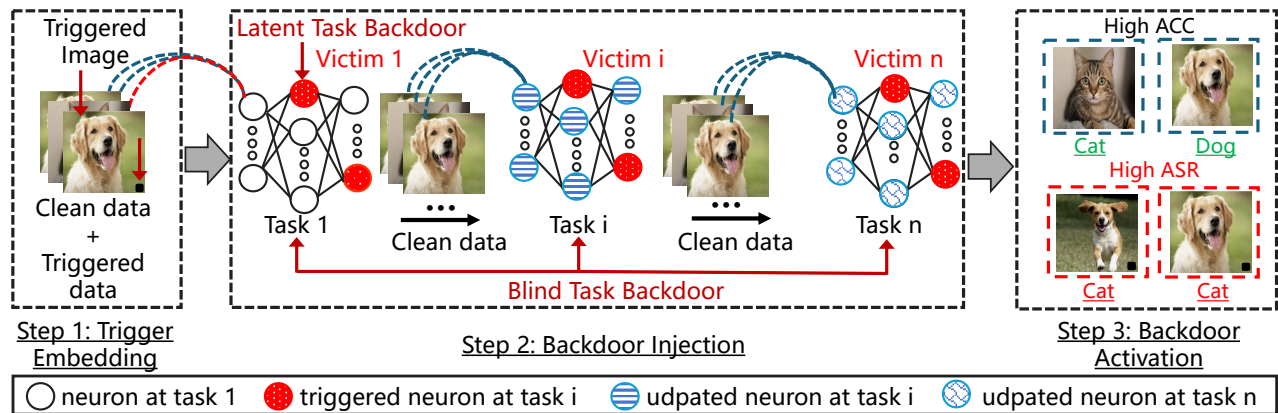 Triggered
Image
Clean data
+
Triggered
data
Step 1: Trigger
Embedding
Latent Task Backdoor
Victim 1
Victim i
Victim n
Task 1
...
Clean data
Task i
...
Clean data
Task n
Blind Task Backdoor
Step 2: Backdoor Injection
High ACC
Cat
Dog
High ASR
Cat
Cat
Step 3: Backdoor
Activation
neuron at task 1
triggered neuron at task i
udpated neuron at task i
udpated neuron at task n